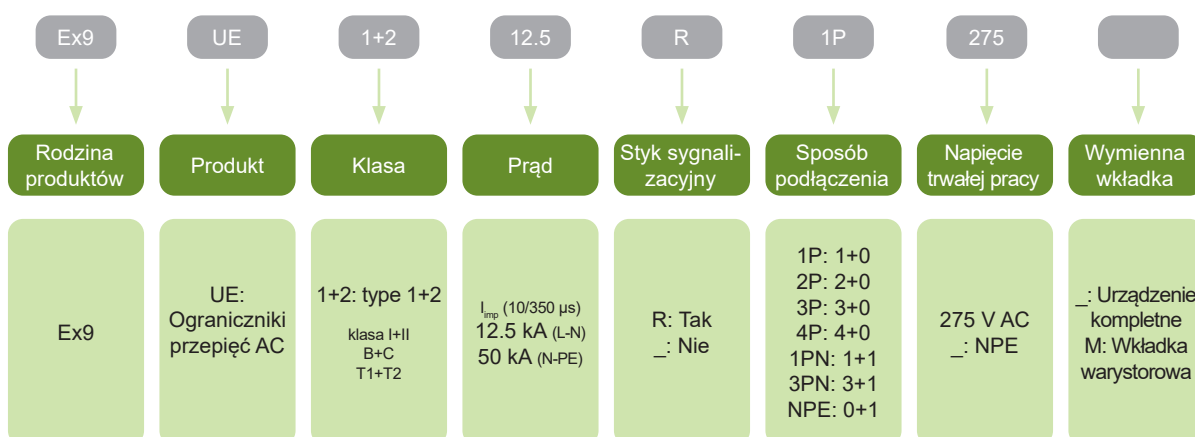 Ex9
UE
1+2
12.5
R
1P
275
Rodzina
produktów
Produkt
Klasa
Prąd
Styk sygnali-
zacyjny
Sposób
podłączenia
Napięcie
trwałej pracy
Wymienna
wkładka
Ex9
UE:
Ograniczniki
przepięć AC
1+2: type 1+2
klasa I+II
B+C
T1+T2
Iimp (10/350 µs)
12.5 kA (L-N)
50 kA (N-PE)
R: Tak
_: Nie
1P: 1+0
2P: 2+0
3P: 3+0
4P: 4+0
1PN: 1+1
3PN: 3+1
NPE: 0+1
275 V AC
_: NPE
_: Urządzenie
kompletne
M: Wkładka
warystorowa